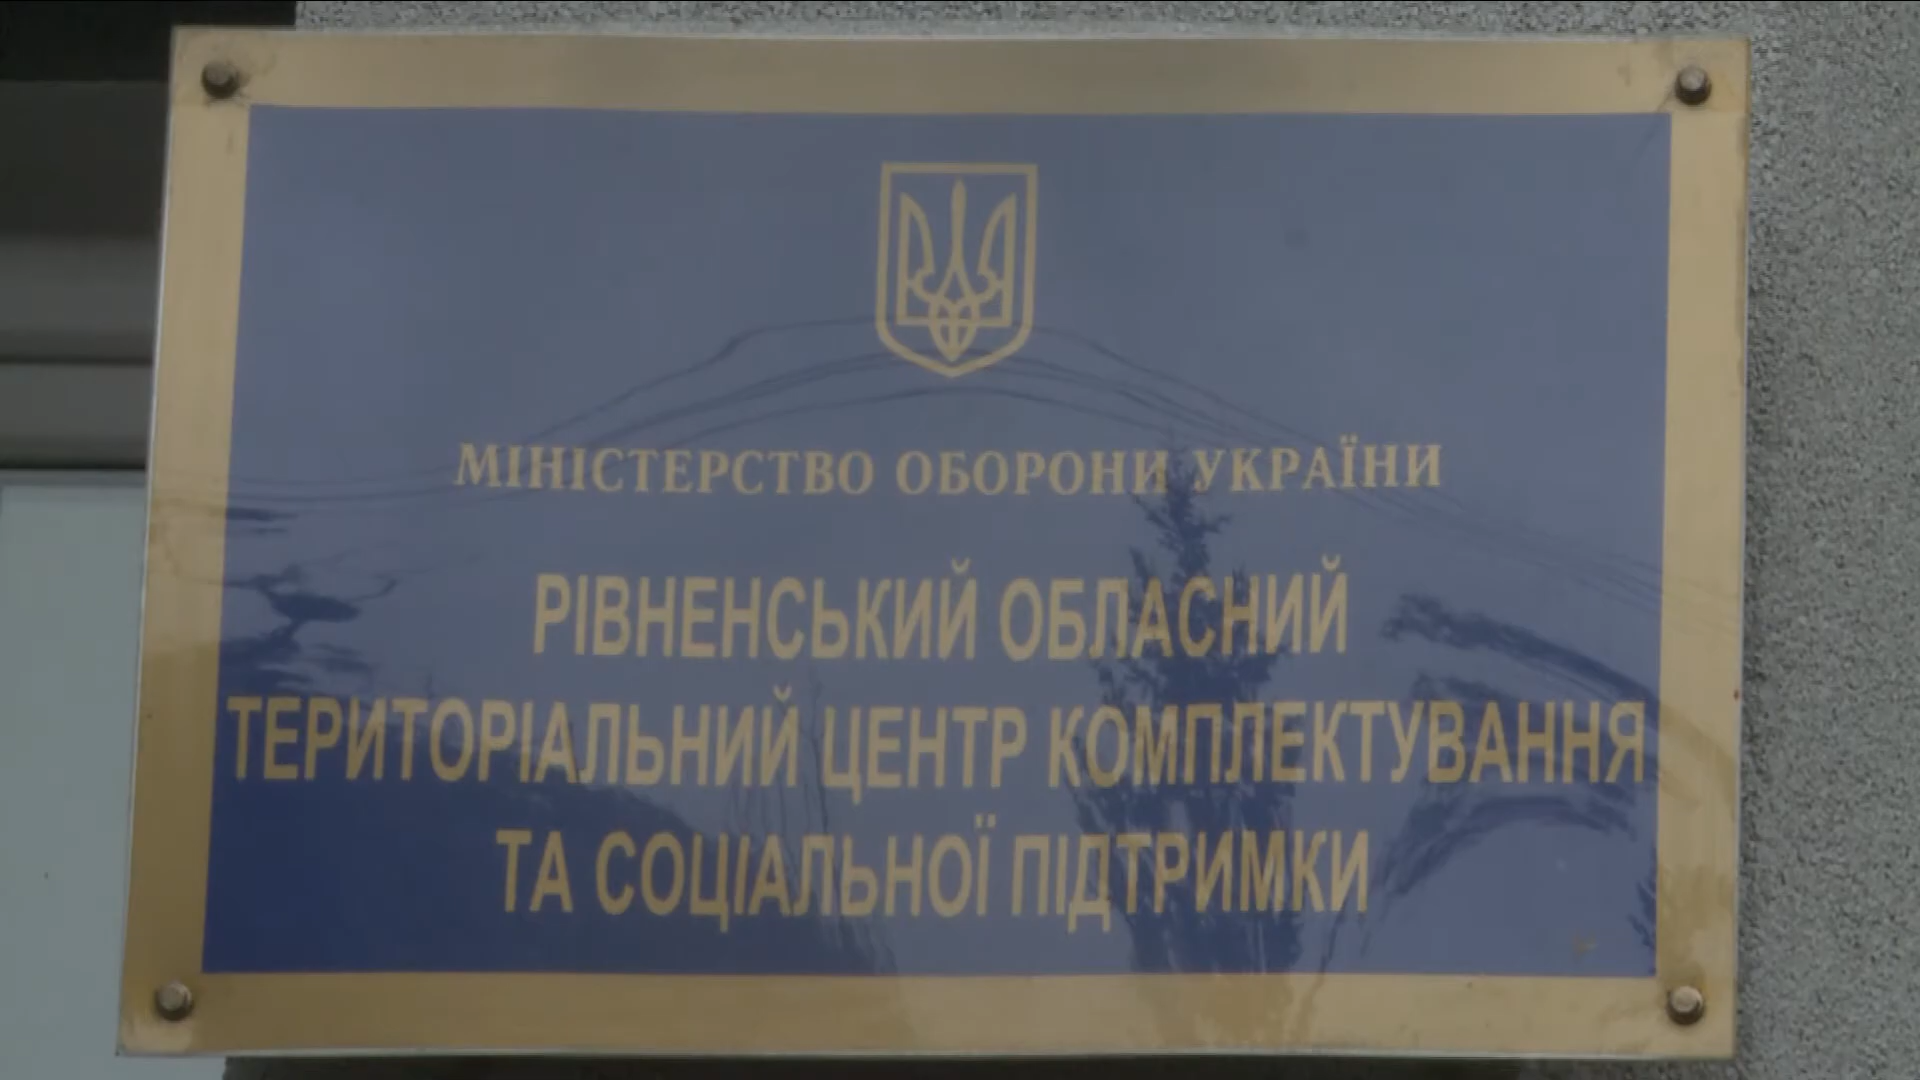 МІНІСТЕРСТВО ОБОРОНИ УКРАЇНИ
РІВНЕНСЬКИЙ ОБЛАСНИЙ
ТЕРИТОРІАЛЬНИЙ ЦЕНТР КОМПЛЕКТУВАННЯ
ТА СОЦІАЛЬНОЇ ПІДТРИМКИ